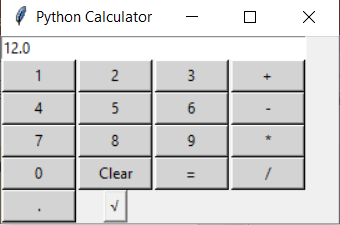 Python Calculator
12.0
1 2 3 +
4 5 6 -
7 8 9 *
0 Clear = /
. √